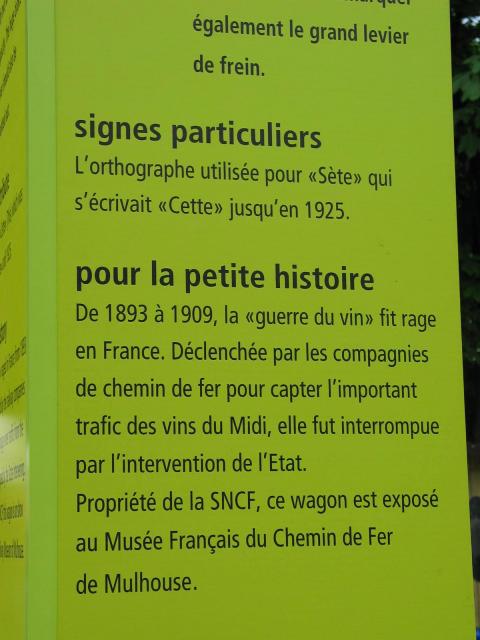 également le grand levier
de frein.
signes particuliers
L'orthographe utilisée pour «Sète» qui
s'écrivait «Cette» jusqu'en 1925.
pour la petite histoire
De 1893 à 1909, la «guerre du vin» fit rage
en France. Déclenchée par les compagnies
de chemin de fer pour capter l'important
trafic des vins du Midi, elle fut interrompue
par l'intervention de l'Etat.
Propriété de la SNCF, ce wagon est exposé
au Musée Français du Chemin de Fer
de Mulhouse.